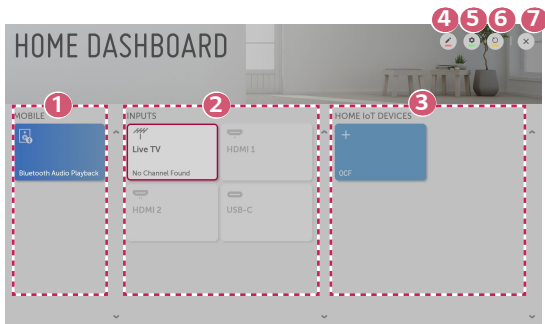 4 5 6 7
HOME DASHBOARD
1 2 3
MOBILE INPUTS HOME IoT DEVICES
Live TV HDMI 1
Bluetooth Audio Playback No Channel Found OCF
HDMI 2 USB-C